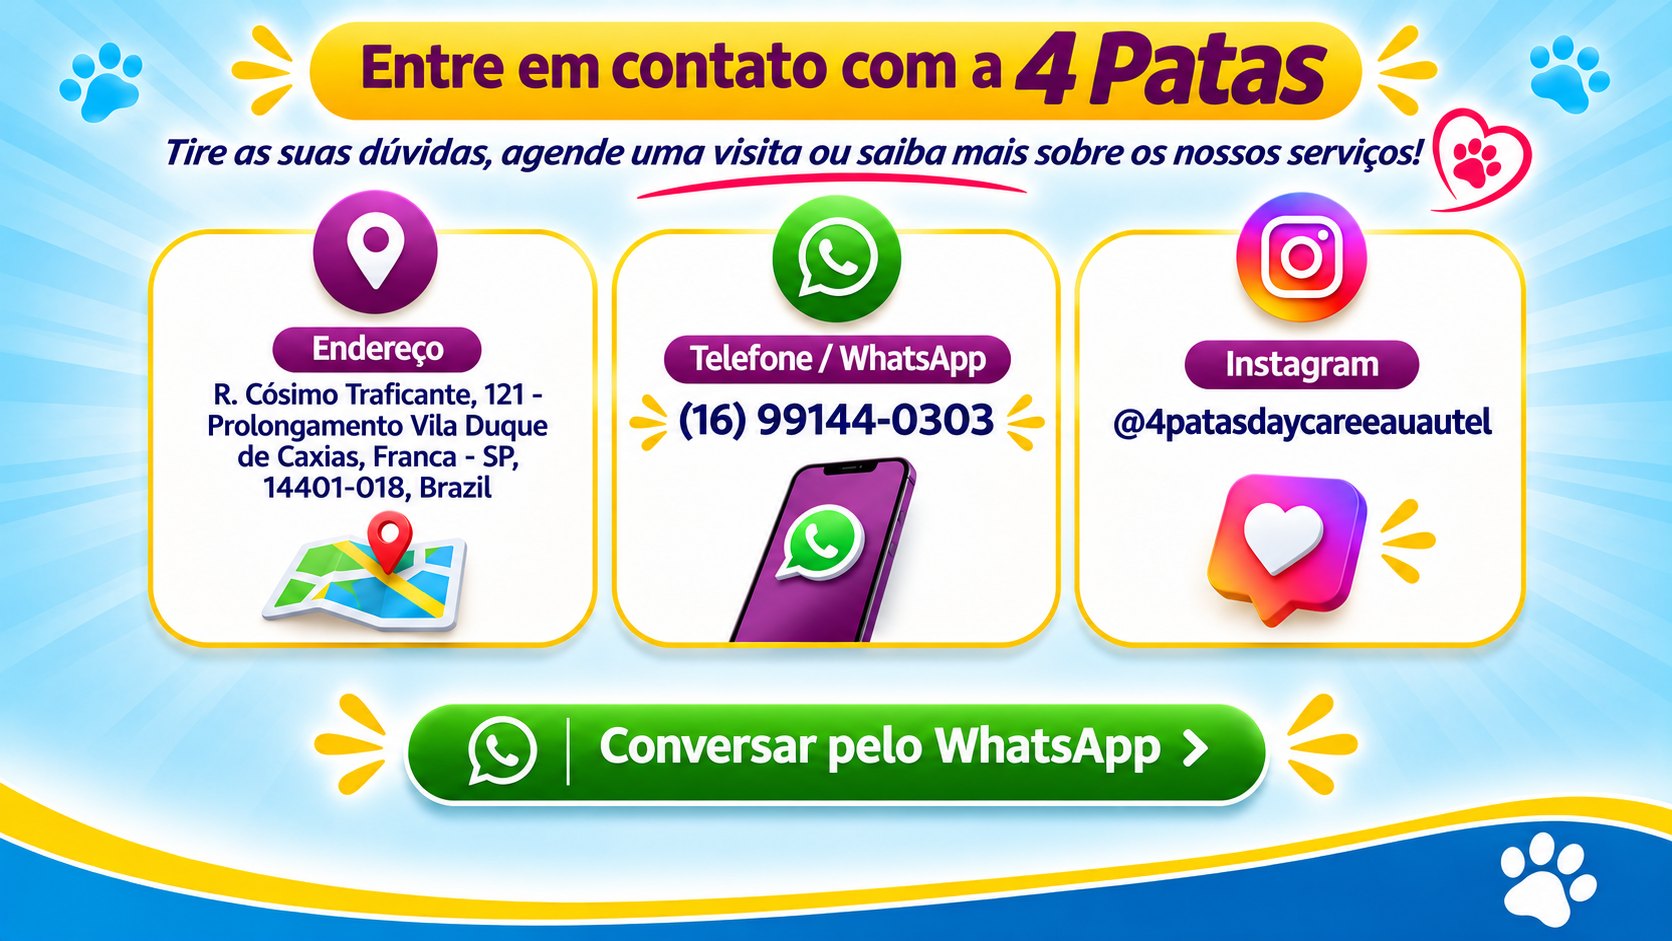 Entre em contato com a 4 Patas
Tire as suas dúvidas, agende uma visita ou saiba mais sobre os nossos serviços!
Endereço
R. Cósimo Traficante, 121 -
Prolongamento Vila Duque
de Caxias, Franca - SP,
14401-018, Brazil
Telefone / WhatsApp
(16) 99144-0303
Instagram
@4patasdaycareeauautel
Conversar pelo WhatsApp